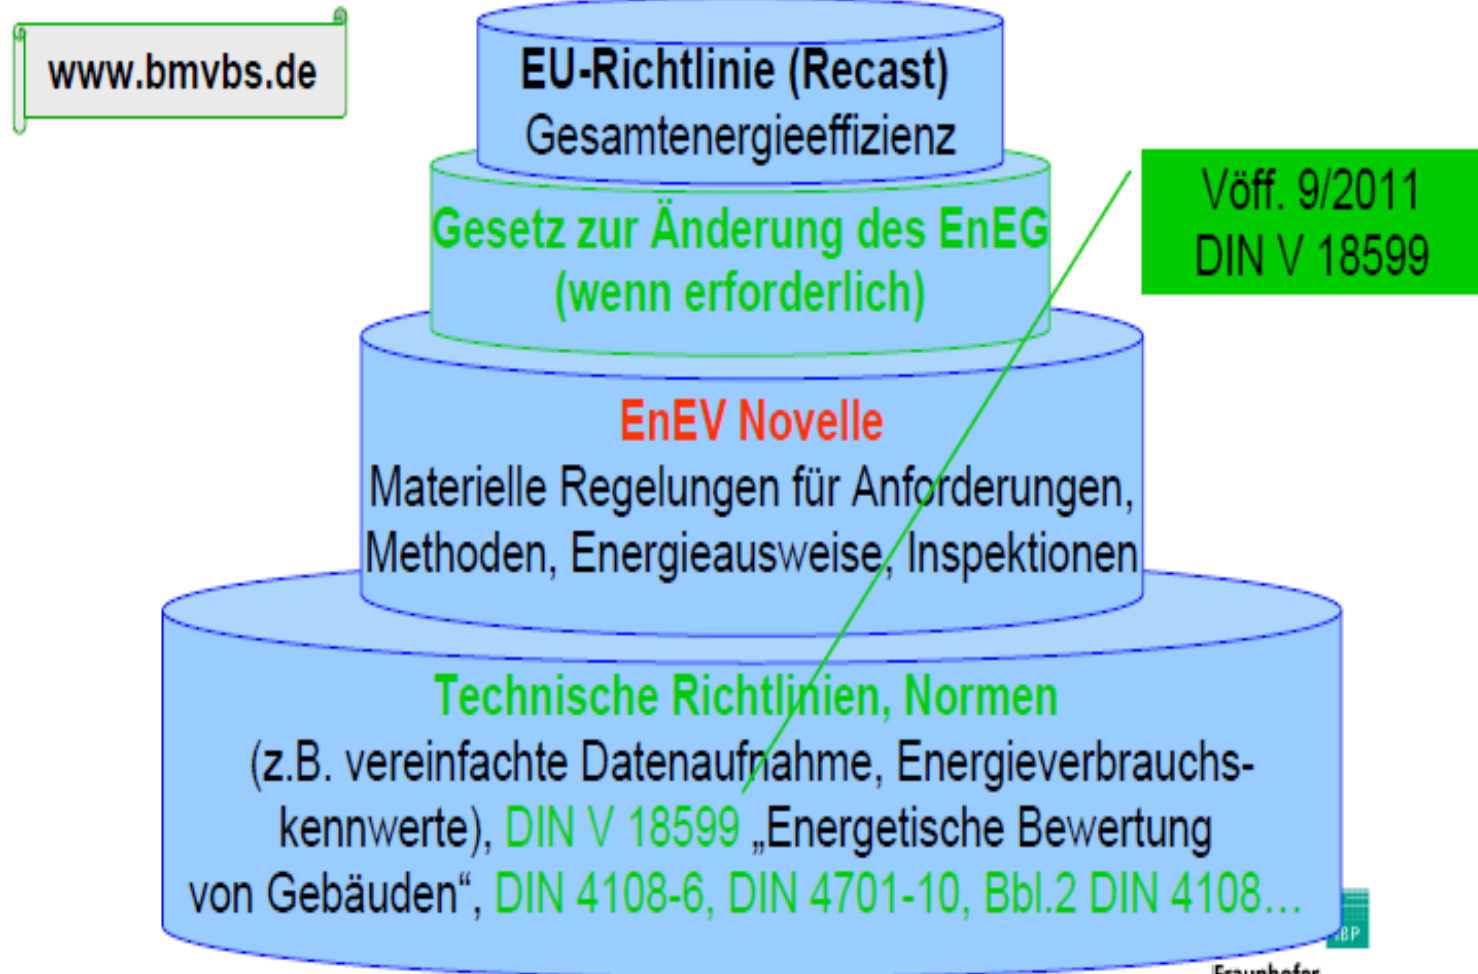 www.bmvbs.de
EU-Richtlinie (Recast)
Gesamtenergieeffizienz
Vöff. 9/2011
DIN V 18599
Gesetz zur Änderung des EnEG
(wenn erforderlich)
EnEV Novelle
Materielle Regelungen für Anforderungen,
Methoden, Energieausweise, Inspektionen
Technische Richtlinien, Normen
(z.B. vereinfachte Datenaufnahme, Energieverbrauchs-
kennwerte), DIN V 18599 „Energetische Bewertung
von Gebäuden“, DIN 4108-6, DIN 4701-10, Bbl.2 DIN 4108...
IBP
Fraunhofer